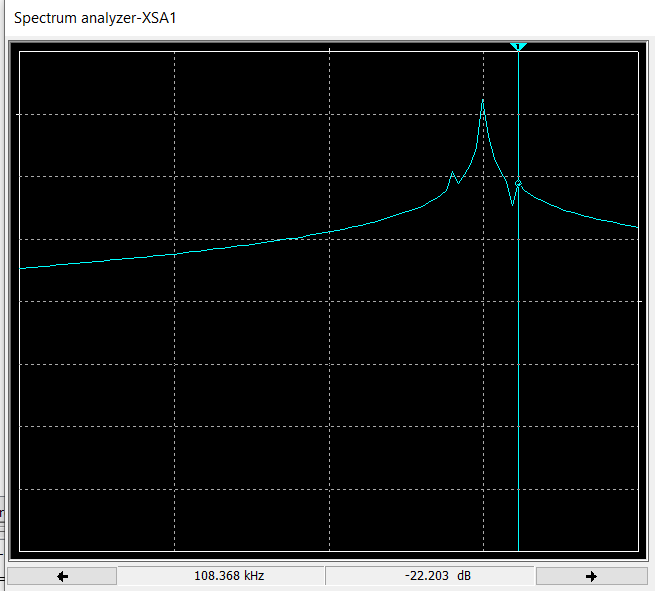 Spectrum analyzer-XSA1
108.368 kHz
-22.203 dB